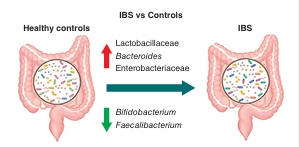 IBS vs Controls
Healthy controls
IBS
Lactobacillaceae
Bacteroides
Enterobacteriaceae
Bifidobacterium
Faecalibacterium